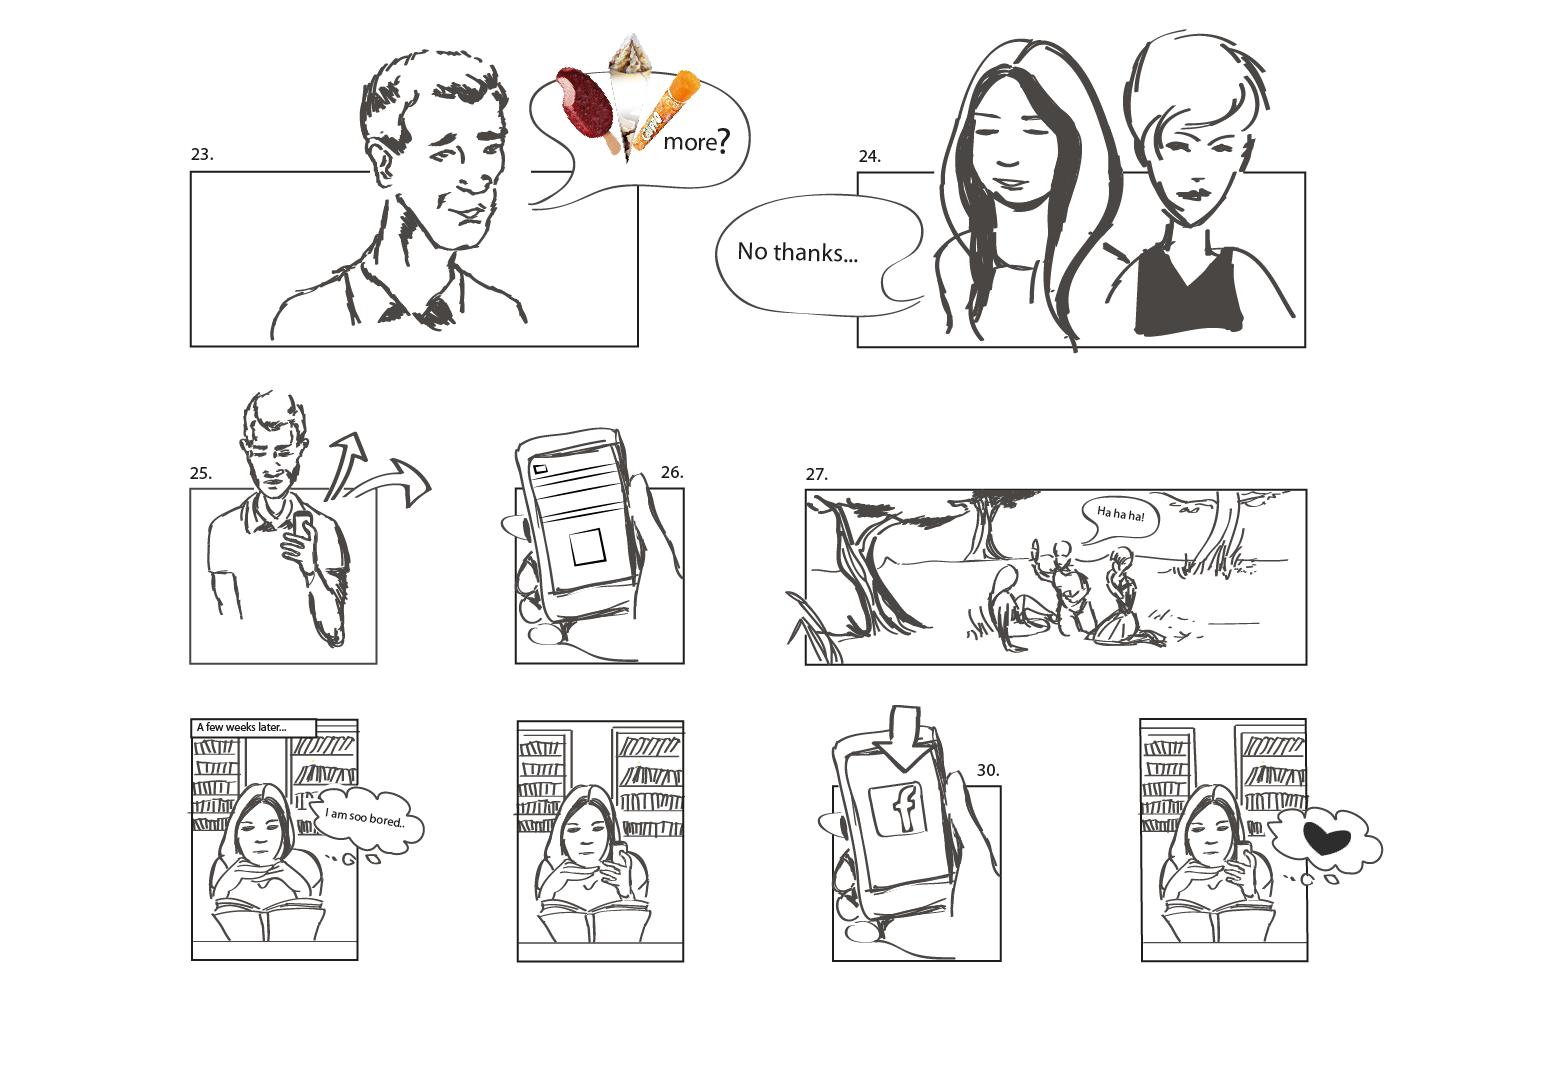 23.
more?
24.
No thanks...
25.
26.
27.
Ha ha ha!
A few weeks later...
I am soo bored..
30.
f